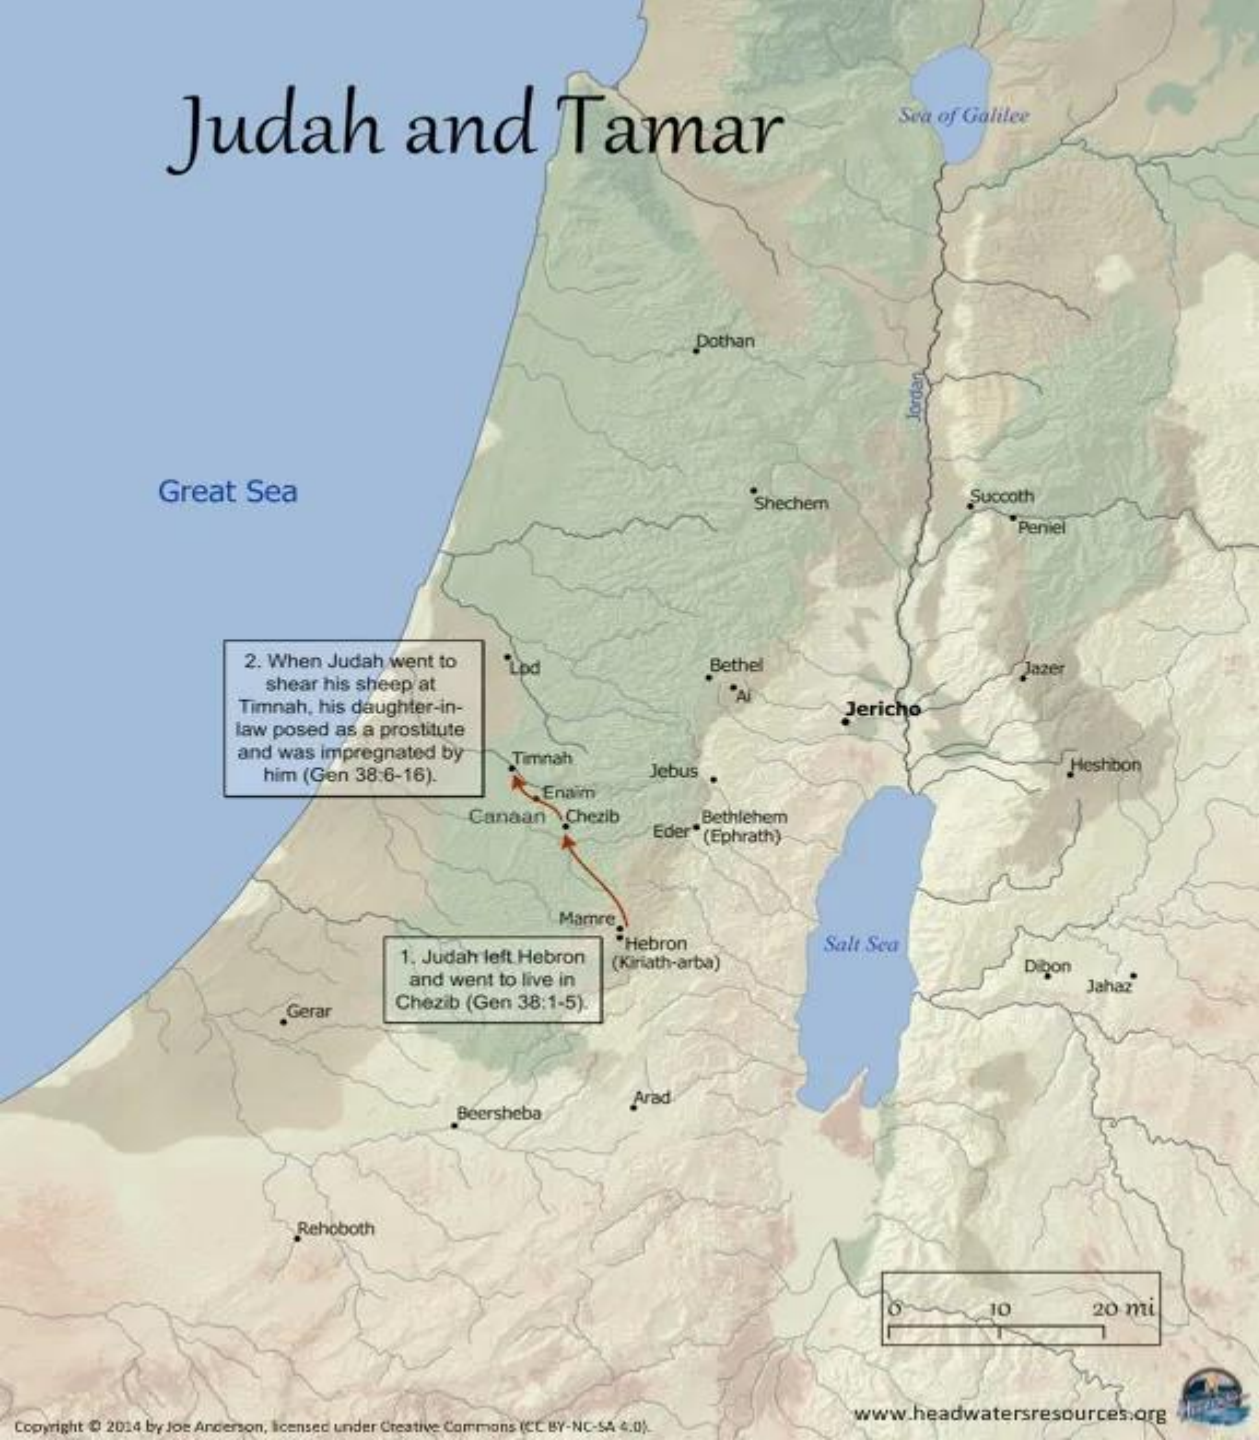 Judah and Tamar
Sea of Galilee
Dothan
Jordan
Great Sea
Shechem
Succoth
Peniel
2. When Judah went to
shear his sheep at
Timnah, his daughter-in-
law posed as a prostitute
and was impregnated by
him (Gen 38:6-16).
Lod
Bethel
Ai
Jazer
Jericho
Timnah
Jebus
Heshbon
Enaim
Canaan
Chezib
Eder
Bethlehem
(Ephrath)
Mamre
Hebron
(Kiriath-arba)
1. Judah left Hebron
and went to live in
Chezib (Gen 38:1-5).
Salt Sea
Dibon
Jahaz
Gerar
Arad
Beersheba
Rehoboth
0 10 20 mi
Copyright © 2014 by Joe Anderson, licensed under Creative Commons (CC BY-NC-SA 4.0).
www.headwatersresources.org